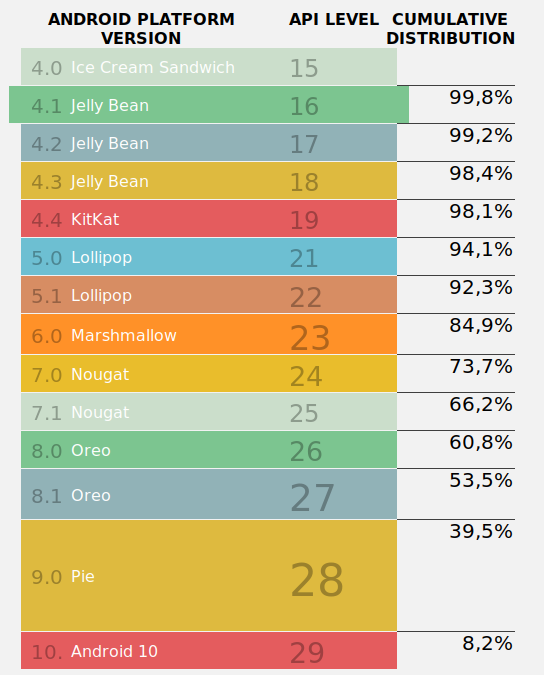 ANDROID PLATFORM VERSION API LEVEL CUMULATIVE DISTRIBUTION
4.0 Ice Cream Sandwich 15
4.1 Jelly Bean 16 99,8%
4.2 Jelly Bean 17 99,2%
4.3 Jelly Bean 18 98,4%
4.4 KitKat 19 98,1%
5.0 Lollipop 21 94,1%
5.1 Lollipop 22 92,3%
6.0 Marshmallow 23 84,9%
7.0 Nougat 24 73,7%
7.1 Nougat 25 66,2%
8.0 Oreo 26 60,8%
8.1 Oreo 27 53,5%
9.0 Pie 28 39,5%
10. Android 10 29 8,2%